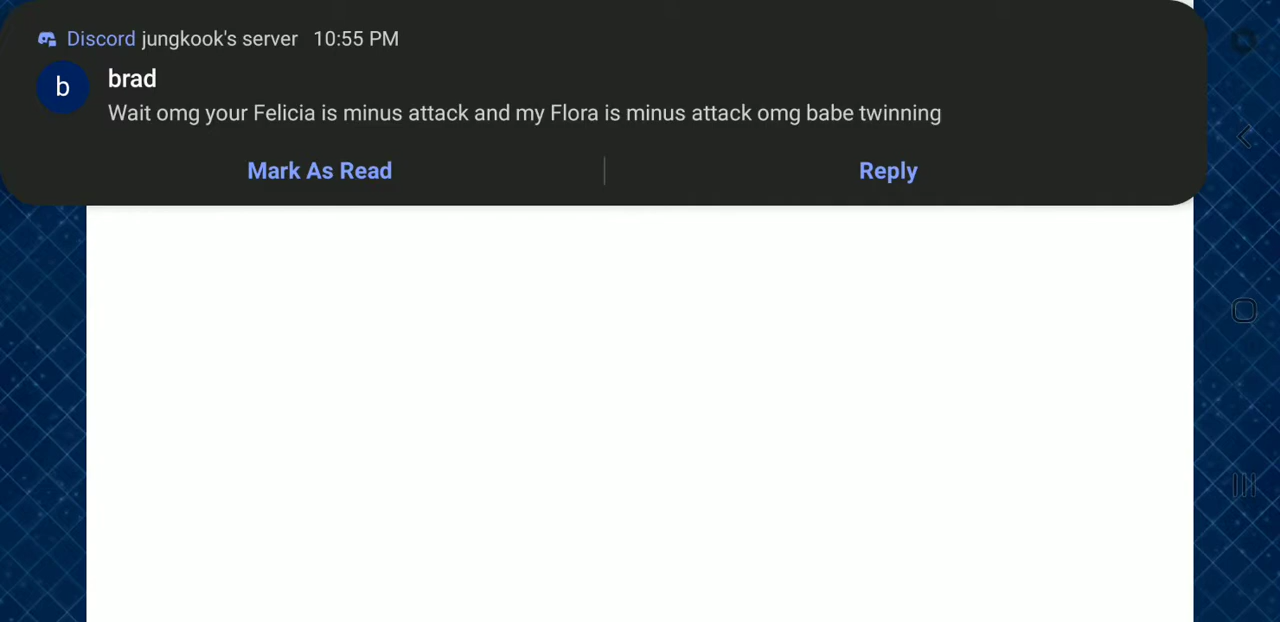 Discord jungkook's server 10:55 PM
b
brad
Wait omg your Felicia is minus attack and my Flora is minus attack omg babe twinning
Mark As Read
Reply